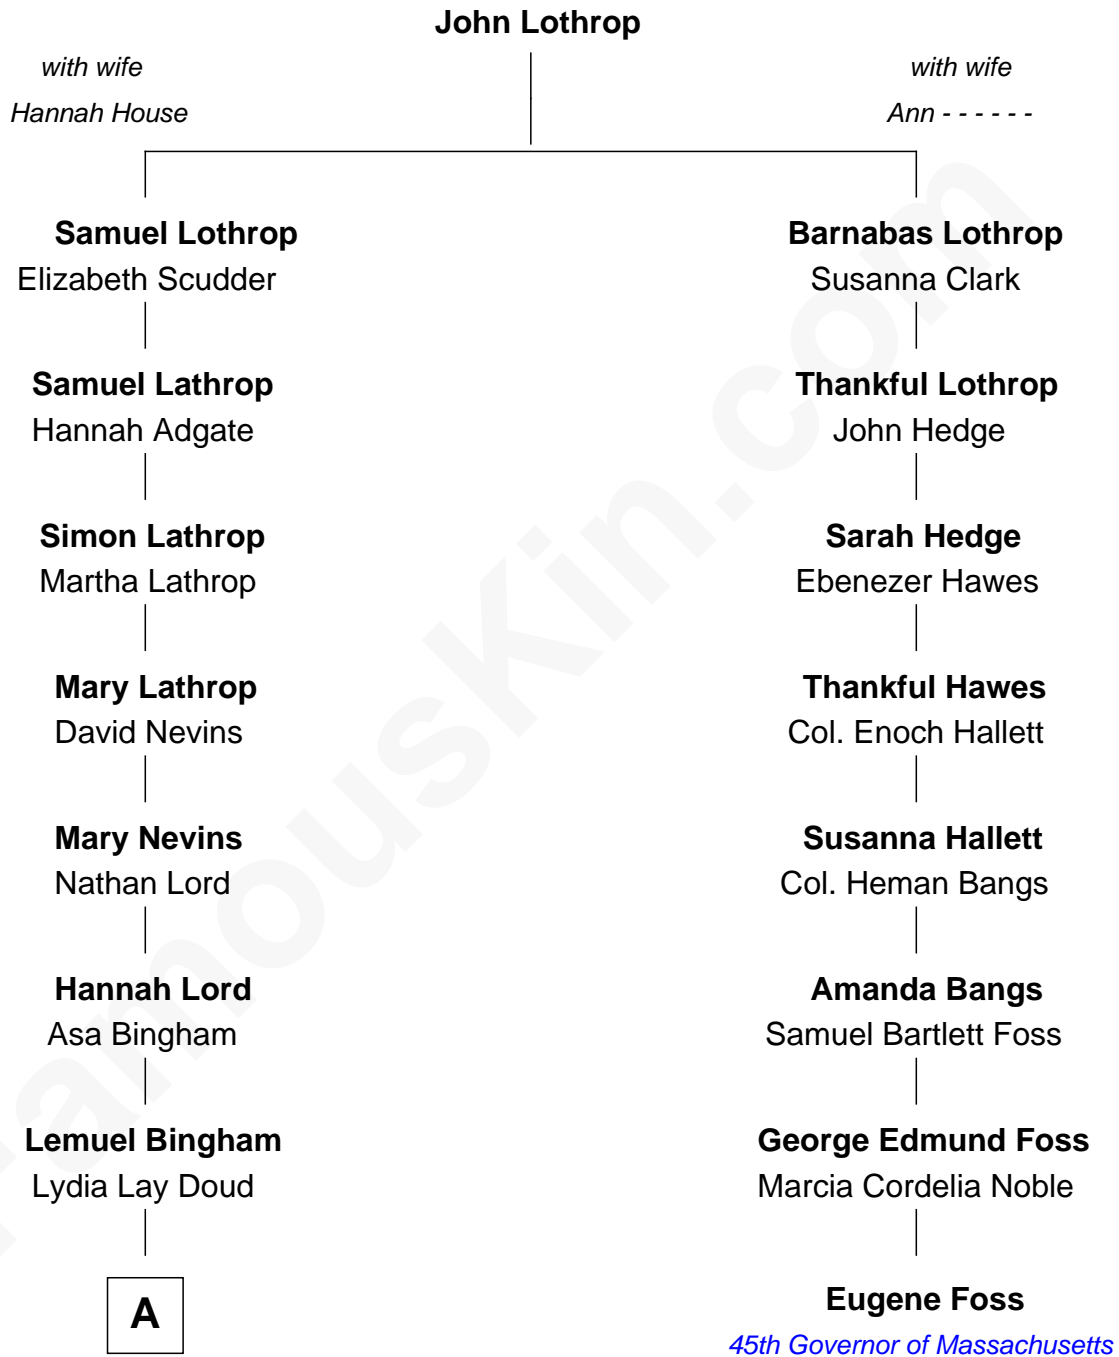 John Lothrop
with wife
Hannah House
with wife
Ann - - - - - -
Samuel Lothrop
Elizabeth Scudder
Barnabas Lothrop
Susanna Clark
Samuel Lathrop
Hannah Adgate
Thankful Lothrop
John Hedge
Simon Lathrop
Martha Lathrop
Sarah Hedge
Ebenezer Hawes
Mary Lathrop
David Nevins
Thankful Hawes
Col. Enoch Hallett
Mary Nevins
Nathan Lord
Susanna Hallett
Col. Heman Bangs
Hannah Lord
Asa Bingham
Amanda Bangs
Samuel Bartlett Foss
Lemuel Bingham
Lydia Lay Doud
George Edmund Foss
Marcia Cordelia Noble
A
Eugene Foss
45th Governor of Massachusetts
FamousKin.com